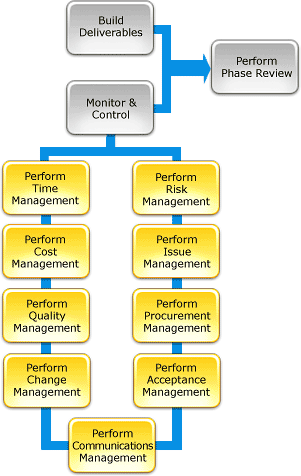 Build
Deliverables
Perform
Phase Review
Monitor &
Control
Perform
Time
Management
Perform
Risk
Management
Perform
Cost
Management
Perform
Issue
Management
Perform
Quality
Management
Perform
Procurement
Management
Perform
Change
Management
Perform
Acceptance
Management
Perform
Communications
Management